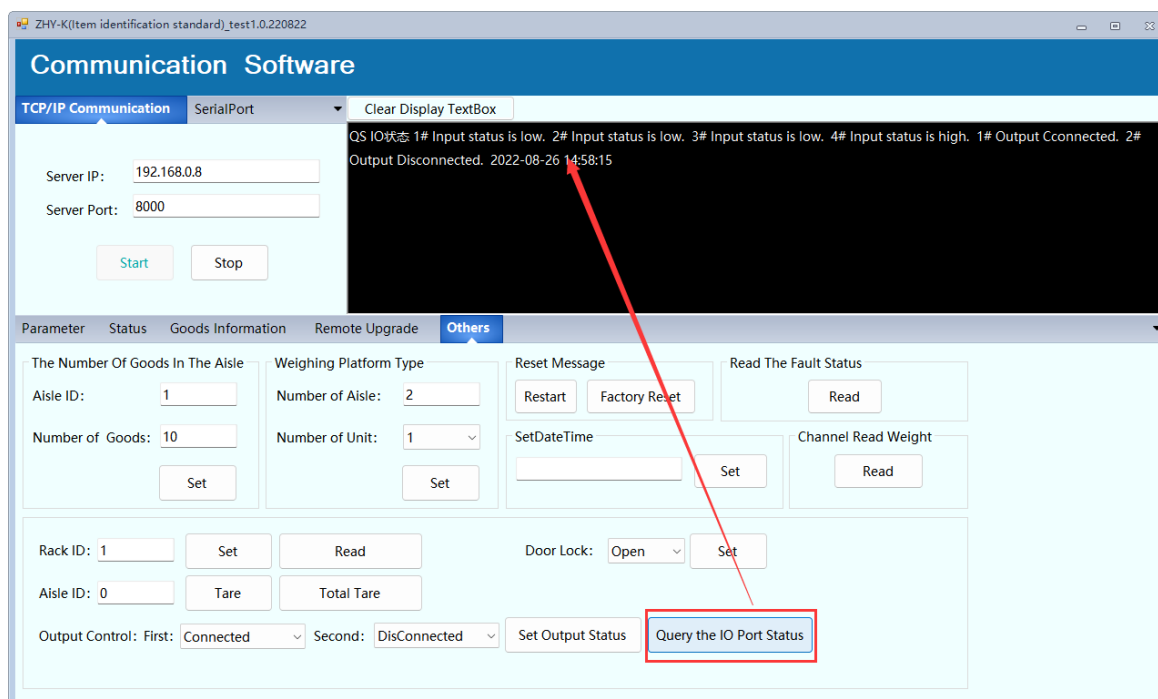 ZHY-K(Item identification standard)_test1.0.220822
Communication Software
TCP/IP Communication SerialPort Clear Display TextBox
QS IO状态 1# Input status is low. 2# Input status is low. 3# Input status is low. 4# Input status is high. 1# Output Cconnected. 2#
Output Disconnected. 2022-08-26 14:58:15
Server IP: 192.168.0.8
Server Port: 8000
Start Stop
Parameter Status Goods Information Remote Upgrade Others
The Number Of Goods In The Aisle Weighing Platform Type Reset Message Read The Fault Status
Aisle ID: 1 Number of Aisle: 2 Restart Factory Reset Read
Number of Goods: 10 Number of Unit: 1 SetDateTime Channel Read Weight
Set Set Set Read
Rack ID: 1 Set Read Door Lock: Open Set
Aisle ID: 0 Tare Total Tare
Output Control: First: Connected Second: DisConnected Set Output Status Query the IO Port Status